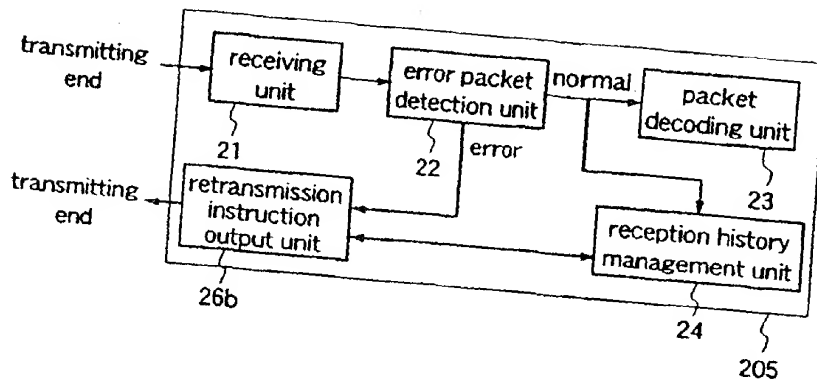 transmitting
end
receiving
unit
21
error packet
detection unit
22
normal
error
packet
decoding unit
23
transmitting
end
retransmission
instruction
output unit
26b
reception history
management unit
24
205